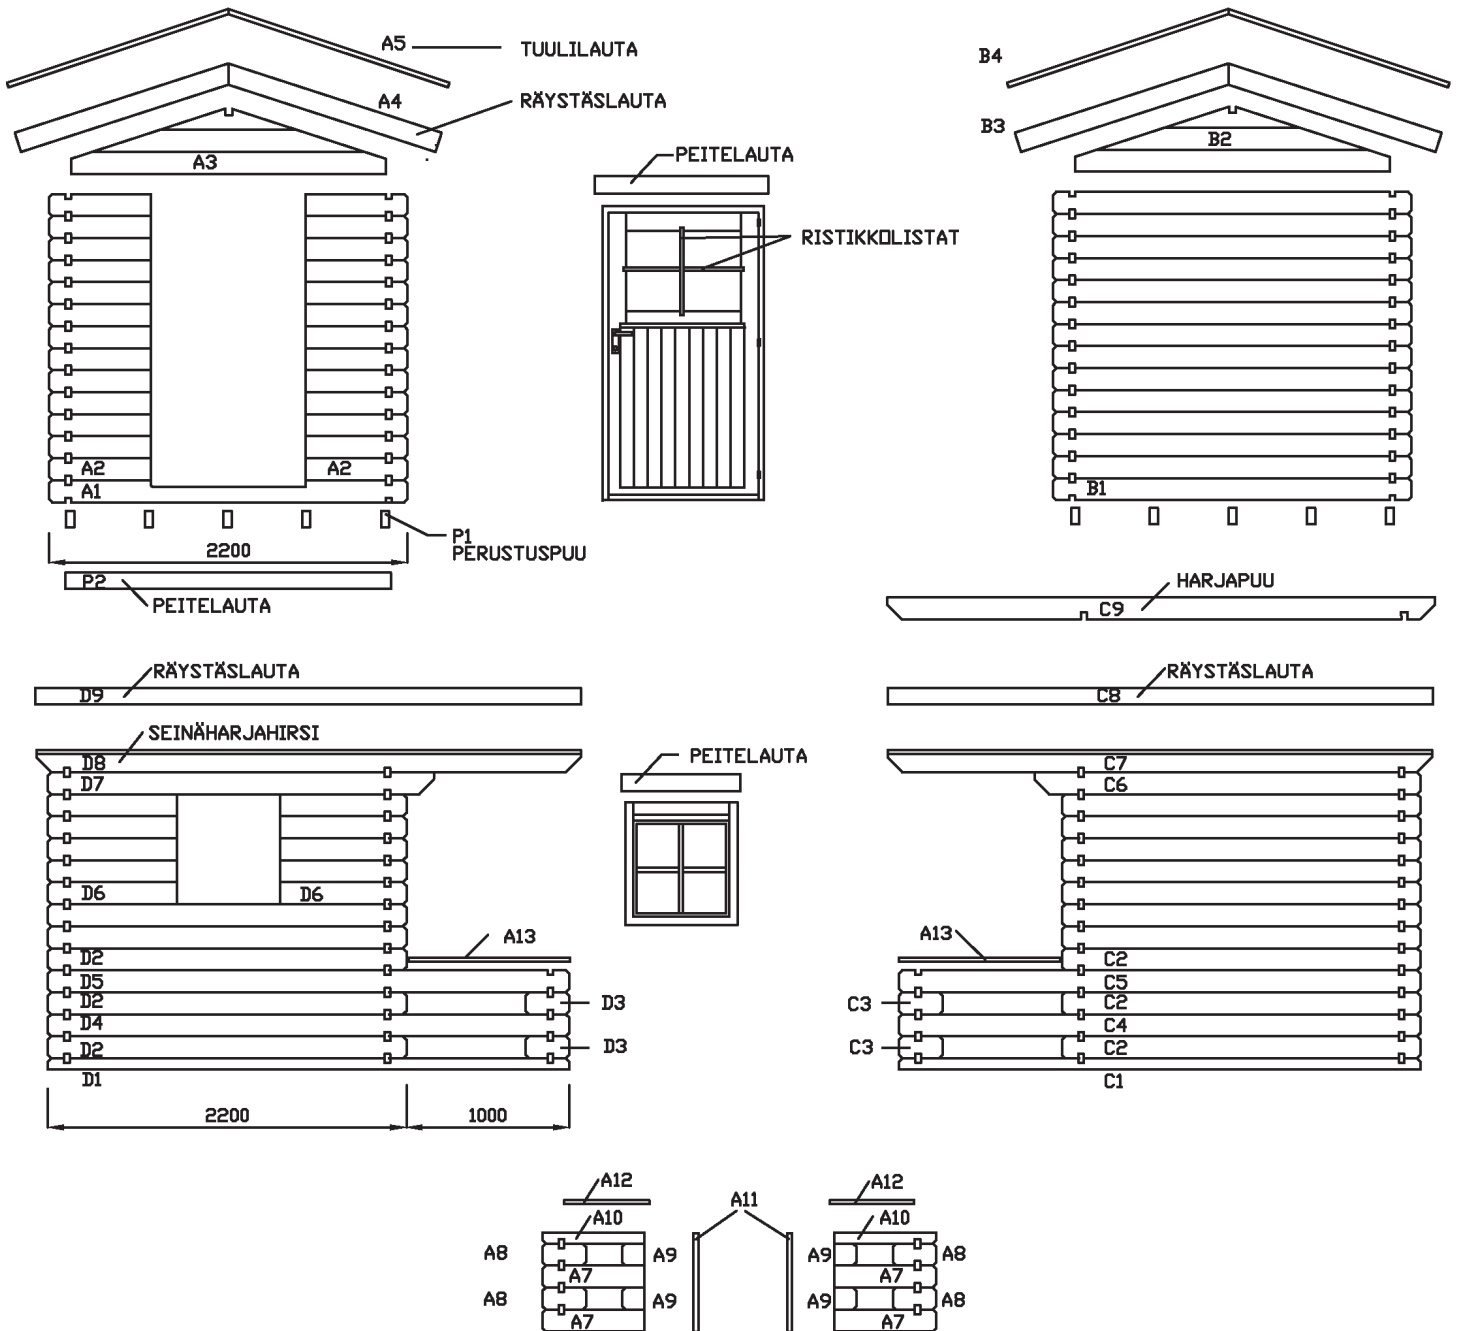 A5
TUULILAUTA
A4
RÄYSTÄSLAUTA
A3
B4
B3
B2
PEITELAUTA
RISTIKKOLISTAT
A2
A2
A1
B1
P1
PERUSTUSPUU
2200
P2
PEITELAUTA
HARJAPUU
C9
RÄYSTÄSLAUTA
D9
RÄYSTÄSLAUTA
C8
SEINÄHARJAHIRSI
D8
D7
D6
D6
D2
D5
D2
D4
D2
D1
A13
D3
D3
2200
1000
PEITELAUTA
C7
C6
A13
C2
C5
C2
C4
C2
C1
C3
C3
A12
A10
A8
A9
A7
A8
A9
A7
A11
A12
A10
A9
A8
A7
A9
A8
A7